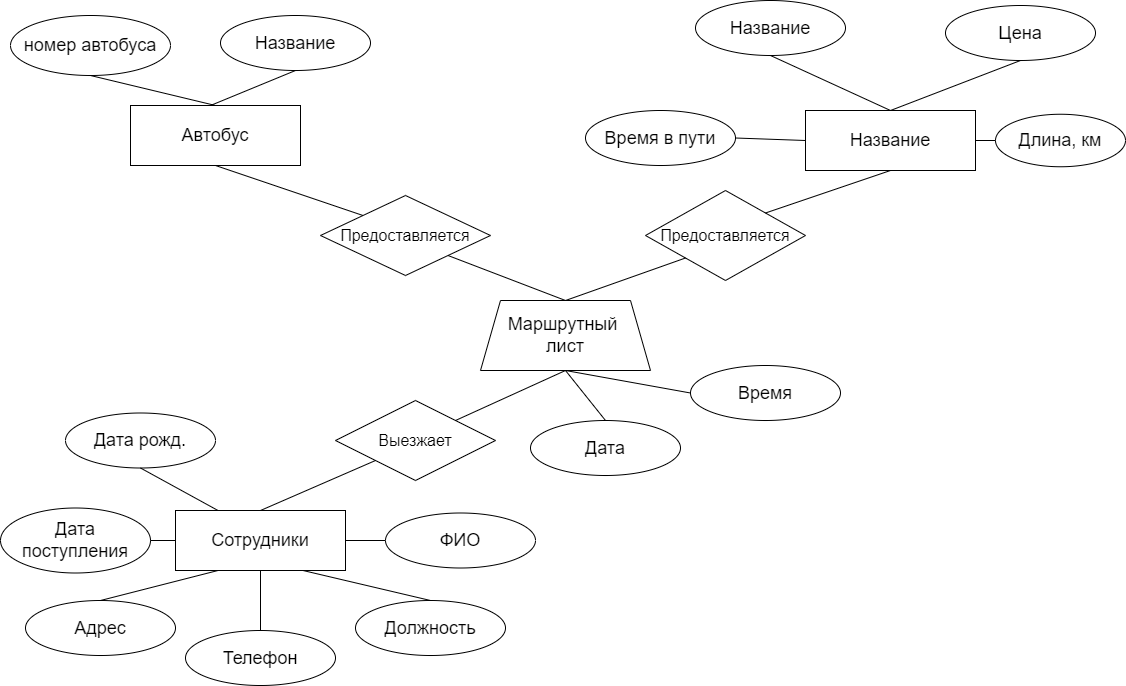 номер автобуса
Название
Название
Цена
Автобус
Время в пути
Название
Длина, км
Предоставляется
Предоставляется
Маршрутный
лист
Время
Дата рожд.
Выезжает
Дата
Дата
поступления
Сотрудники
ФИО
Адрес
Телефон
Должность